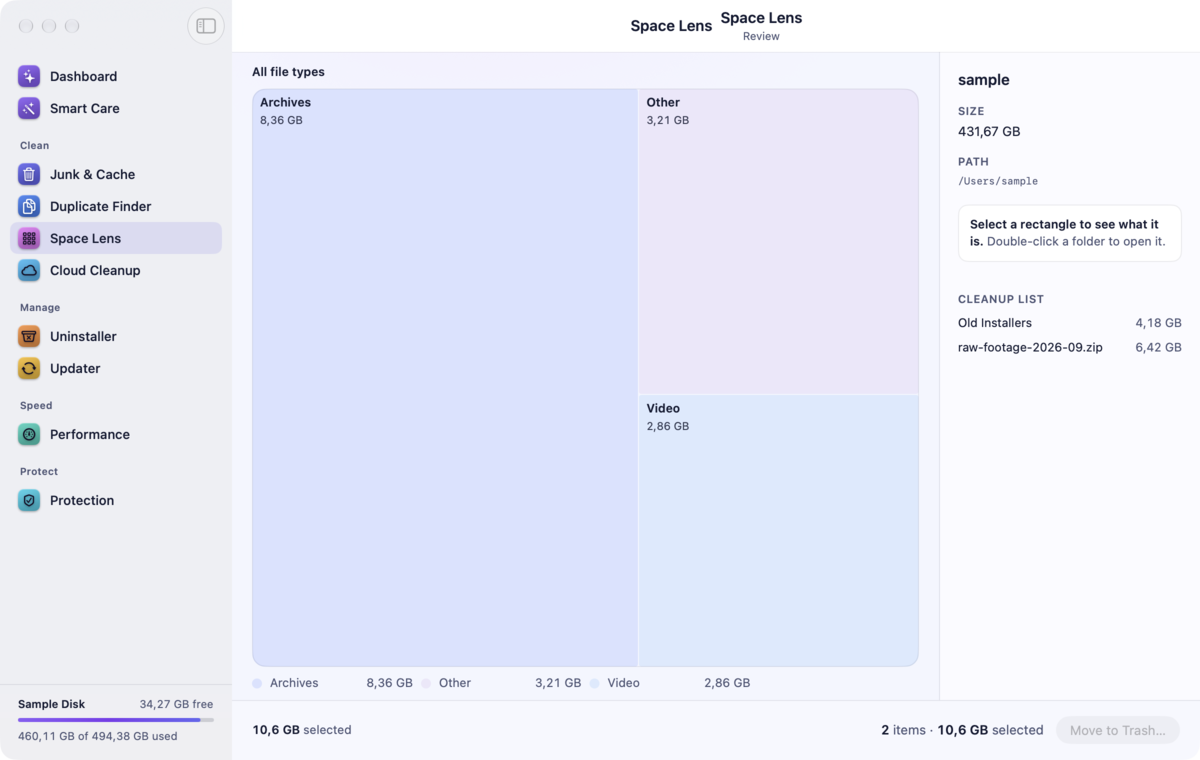 Dashboard
Smart Care
Clean
Junk & Cache
Duplicate Finder
Space Lens
Cloud Cleanup
Manage
Uninstaller
Updater
Speed
Performance
Protect
Protection
Sample Disk 34,27 GB free
460,11 GB of 494,38 GB used
Space Lens
Space Lens
Review
All file types
Archives
8,36 GB
Other
3,21 GB
Video
2,86 GB
Archives 8,36 GB Other 3,21 GB Video 2,86 GB
sample
SIZE
431,67 GB
PATH
/Users/sample
Select a rectangle to see what it
is. Double-click a folder to open it.
CLEANUP LIST
Old Installers 4,18 GB
raw-footage-2026-09.zip 6,42 GB
10,6 GB selected
2 items · 10,6 GB selected
Move to Trash...